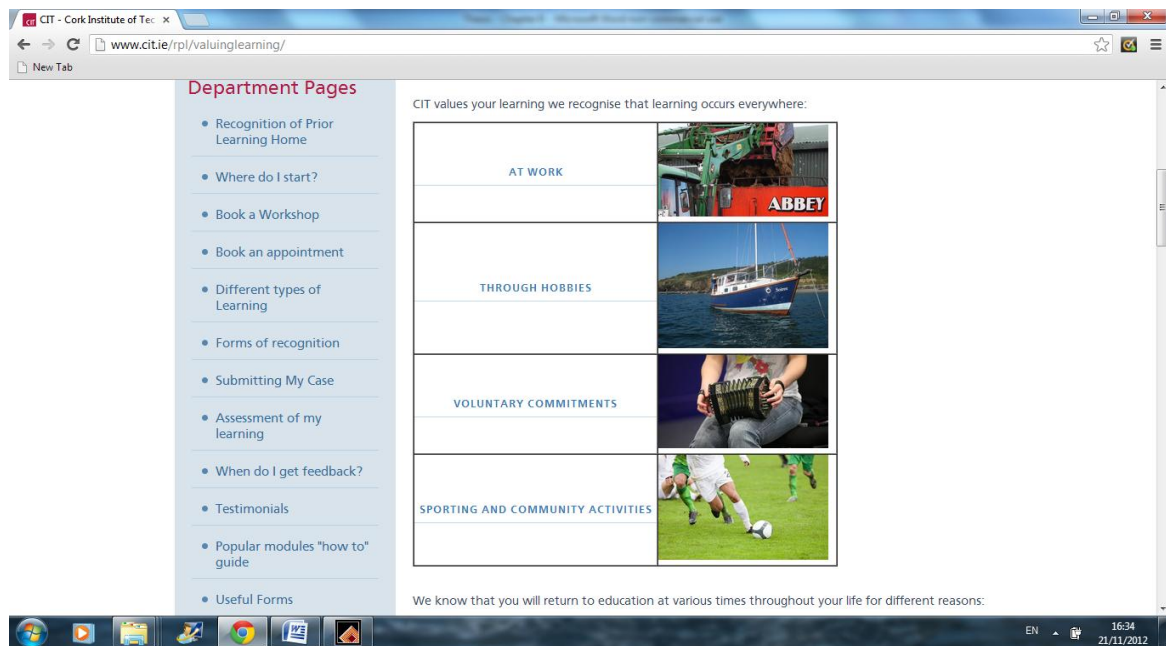 CIT - Cork Institute of Tec
www.cit.ie/rpl/valuinglearning/
New Tab
Department Pages
Recognition of Prior
Learning Home
Where do I start?
Book a Workshop
Book an appointment
Different types of
Learning
Forms of recognition
Submitting My Case
Assessment of my
learning
When do I get feedback?
Testimonials
Popular modules "how to"
guide
Useful Forms
CIT values your learning we recognise that learning occurs everywhere:
AT WORK
ABBEY
THROUGH HOBBIES
VOLUNTARY COMMITMENTS
SPORTING AND COMMUNITY ACTIVITIES
We know that you will return to education at various times throughout your life for different reasons:
EN
16:34
21/11/2012